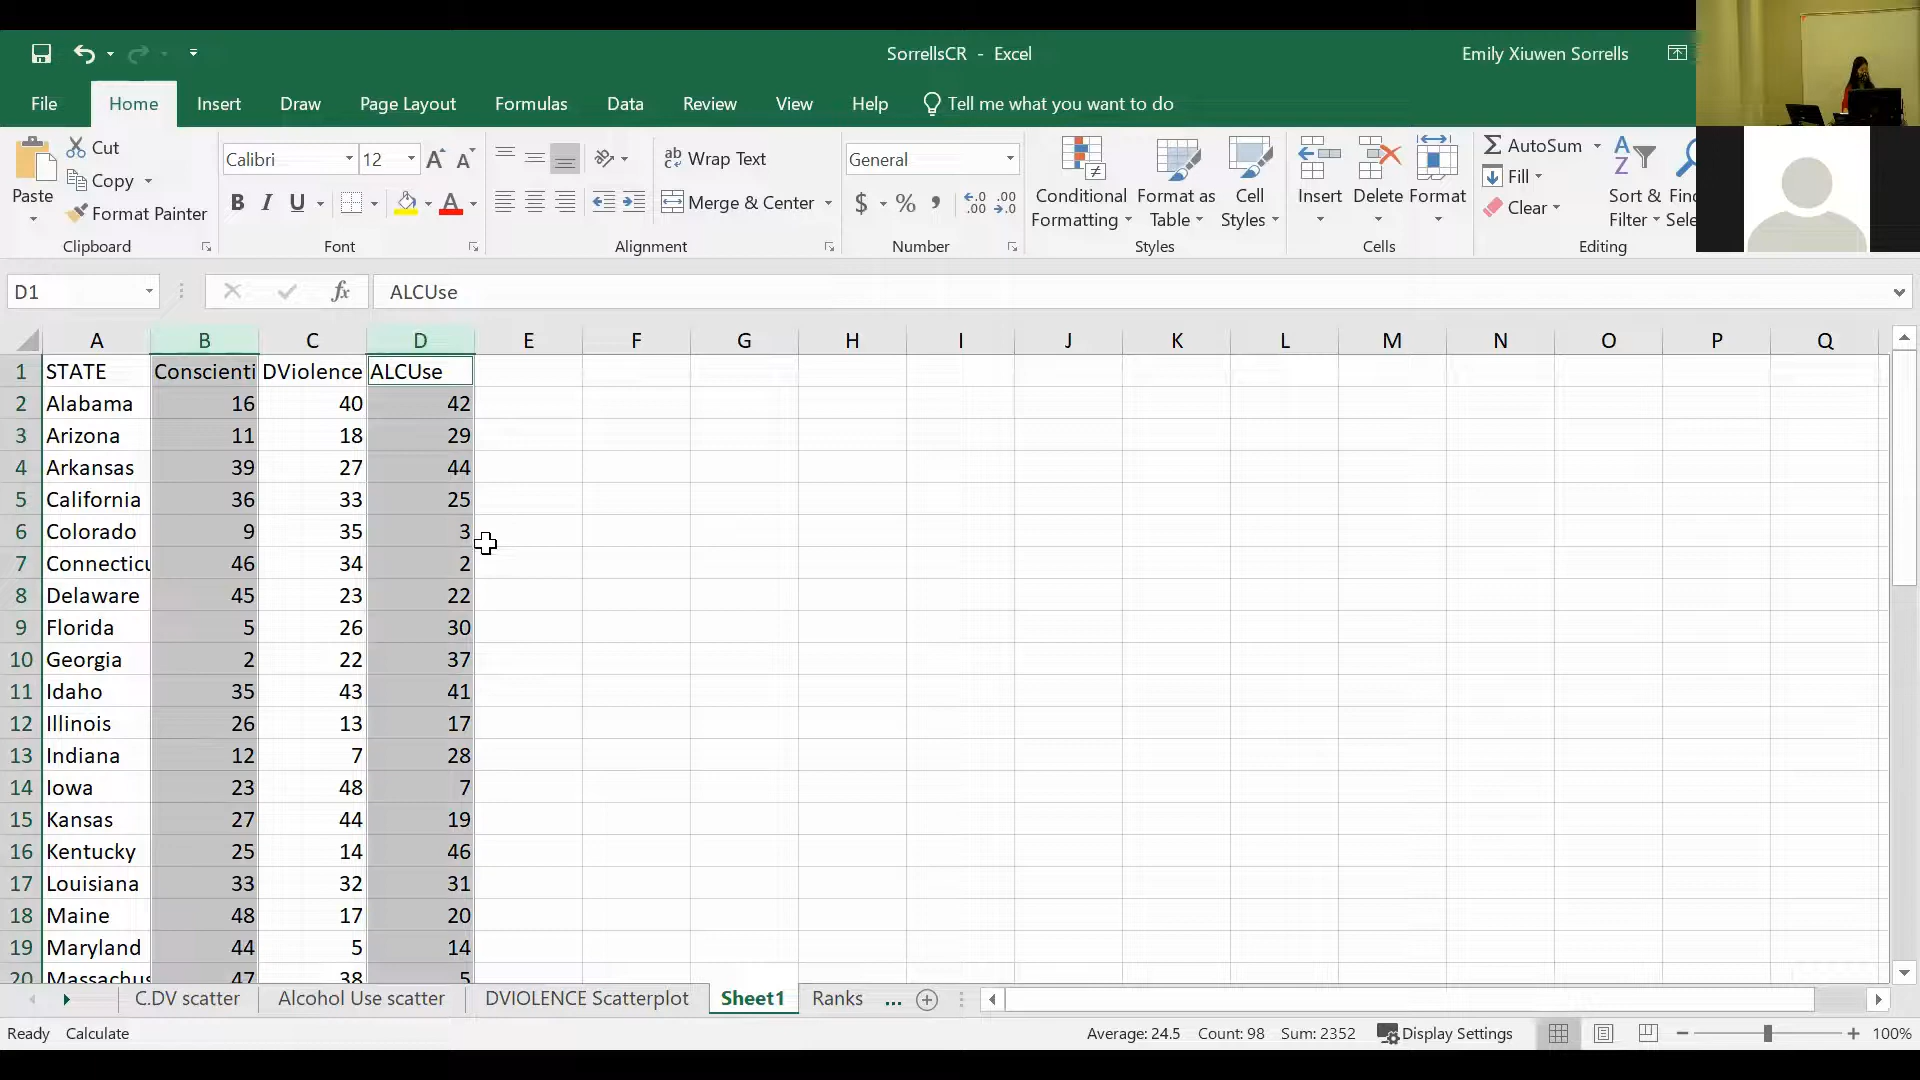 SorrellsCR - Excel
Emily Xiuwen Sorrells
File Home Insert Draw Page Layout Formulas Data Review View Help Tell me what you want to do
Cut
Copy
Format Painter
Paste
Clipboard
Calibri 12
B I U
Font
Wrap Text
Merge & Center
Alignment
General
$ % ,
Number
Conditional Formatting
Format as Table
Cell Styles
Styles
Insert Delete Format
Cells
AutoSum
Fill
Clear
Sort & Filter
Find
Sele
Editing
D1 fx ALCUse
A B C D E F G H I J K L M N O P Q
1 STATE Conscienti DViolence ALCUse
2 Alabama 16 40 42
3 Arizona 11 18 29
4 Arkansas 39 27 44
5 California 36 33 25
6 Colorado 9 35 3
7 Connecticu 46 34 2
8 Delaware 45 23 22
9 Florida 5 26 30
10 Georgia 2 22 37
11 Idaho 35 43 41
12 Illinois 26 13 17
13 Indiana 12 7 28
14 Iowa 23 48 7
15 Kansas 27 44 19
16 Kentucky 25 14 46
17 Louisiana 33 32 31
18 Maine 48 17 20
19 Maryland 44 5 14
20 Massachus 47 38 5
C.DV scatter Alcohol Use scatter DVIOLENCE Scatterplot Sheet1 Ranks ...
Ready Calculate Average: 24.5 Count: 98 Sum: 2352 Display Settings 100%